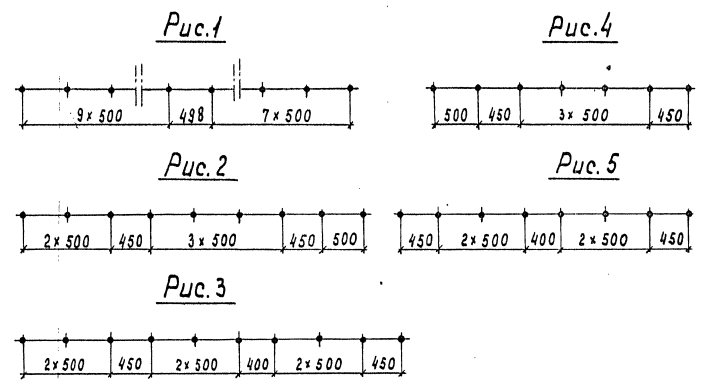 Рис.1
9 × 500 498 7 × 500
Рис. 2
2 × 500 450 3 × 500 450 500
Рис. 3
2 × 500 450 2 × 500 400 2 × 500 450
Рис.4
500 450 3 × 500 450
Рис. 5
450 2 × 500 400 2 × 500 450